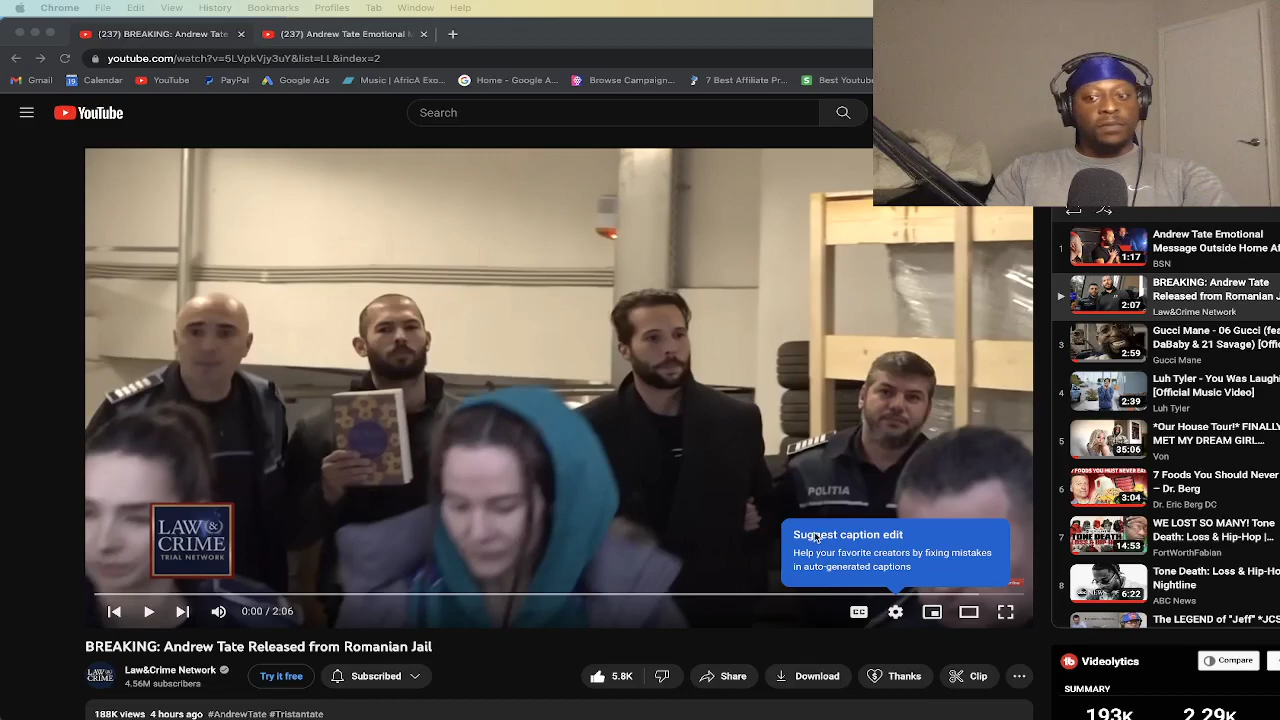 Chrome File Edit View History Bookmarks Profiles Tab Window Help
(237) BREAKING: Andrew Tate
(237) Andrew Tate Emotional
youtube.com/watch?v=5LVpkVjy3uY&list=LL&index=2
Gmail Calendar YouTube PayPal Google Ads Music | AfricA Exo... Home - Google A... Browse Campaign... 7 Best Affiliate Pr... Best Youtube
YouTube
Search
POLITIA
LAW &
CRIME
TRIAL NETWORK
Suggest caption edit
Help your favorite creators by fixing mistakes
in auto-generated captions
0:00 / 2:06
CC
BREAKING: Andrew Tate Released from Romanian Jail
Law&Crime Network
4.56M subscribers
Try it free
Subscribed
5.8K
Share
Download
Thanks
Clip
188K views 4 hours ago #AndrewTate #Tristantate
1
1:17
Andrew Tate Emotional
Message Outside Home A
BSN
2:07
BREAKING: Andrew Tate
Released from Romanian
Law&Crime Network
3
2:59
Gucci Mane - 06 Gucci (fea
DaBaby & 21 Savage) [Offi
Gucci Mane
4
2:39
Luh Tyler - You Was Laugh
[Official Music Video]
Luh Tyler
5
35:06
*Our House Tour!* FINALLY
MET MY DREAM GIRL...
Von
6
3:04
7 Foods You Should Never
– Dr. Berg
Dr. Eric Berg DC
7
TONE DEATH:
14:53
WE LOST SO MANY! Tone
Death: Loss & Hip-Hop |...
FortWorthFabian
8
6:22
Tone Death: Loss & Hip-Ho
Nightline
ABC News
The LEGEND of "Jeff" *JCS
Videolytics
Compare
SUMMARY
193K 2.29K